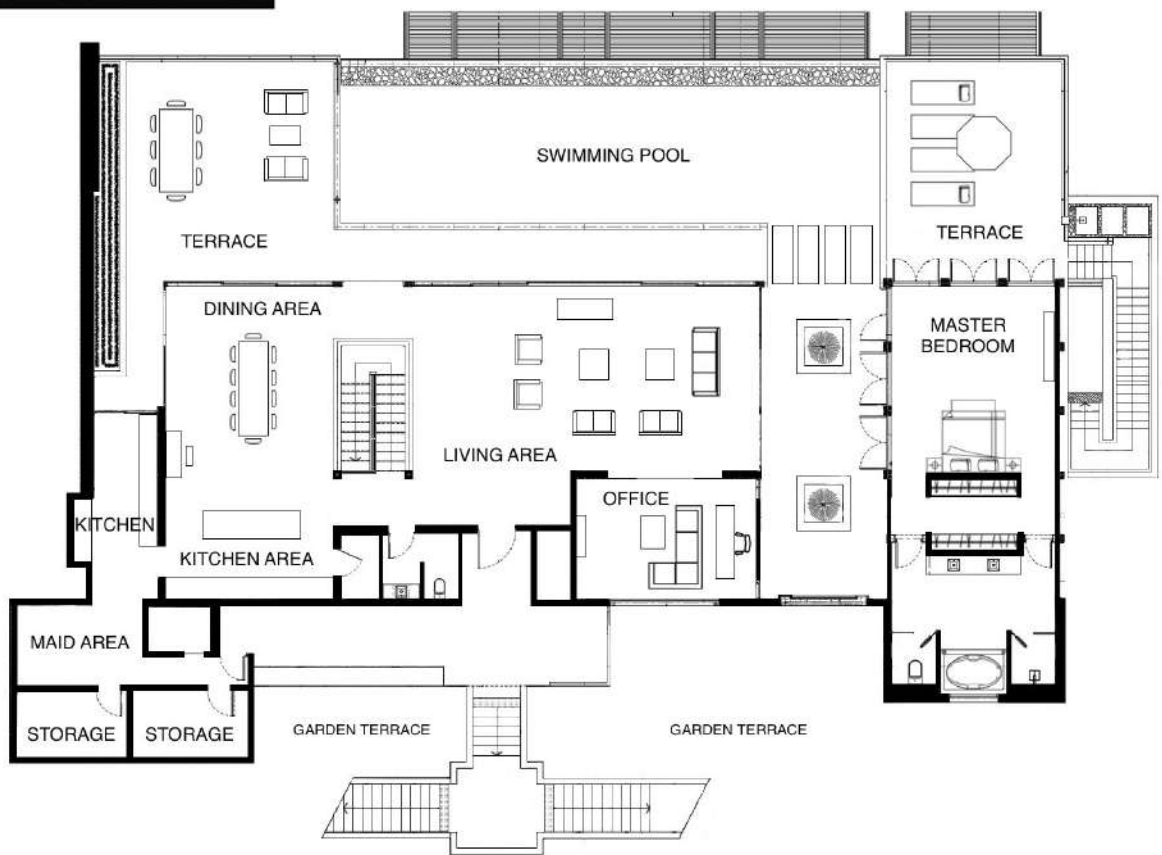 SWIMMING POOL
TERRACE
TERRACE
DINING AREA
MASTER
BEDROOM
LIVING AREA
OFFICE
KITCHEN
KITCHEN AREA
MAID AREA
STORAGE
STORAGE
GARDEN TERRACE
GARDEN TERRACE